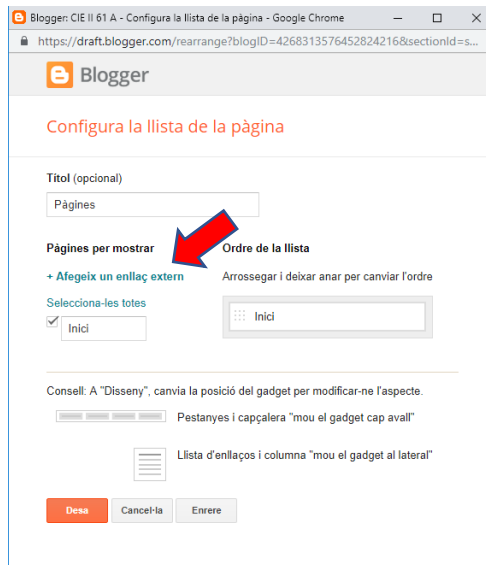 Blogger: CIE II 61 A - Configura la llista de la pàgina - Google Chrome
https://draft.blogger.com/rearrange?blogID=4268313576452824216&sectionId=s...
Blogger
Configura la llista de la pàgina
Títol (opcional)
Pàgines
Pàgines per mostrar
Ordre de la llista
+ Afegeix un enllaç extern
Arrossegar i deixar anar per canviar l'ordre
Selecciona-les totes
Inici
Inici
Consell: A "Disseny", canvia la posició del gadget per modificar-ne l'aspecte.
Pestanyes i capçalera "mou el gadget cap avall"
Llista d'enllaços i columna "mou el gadget al lateral"
Desa
Cancel·la
Enrere